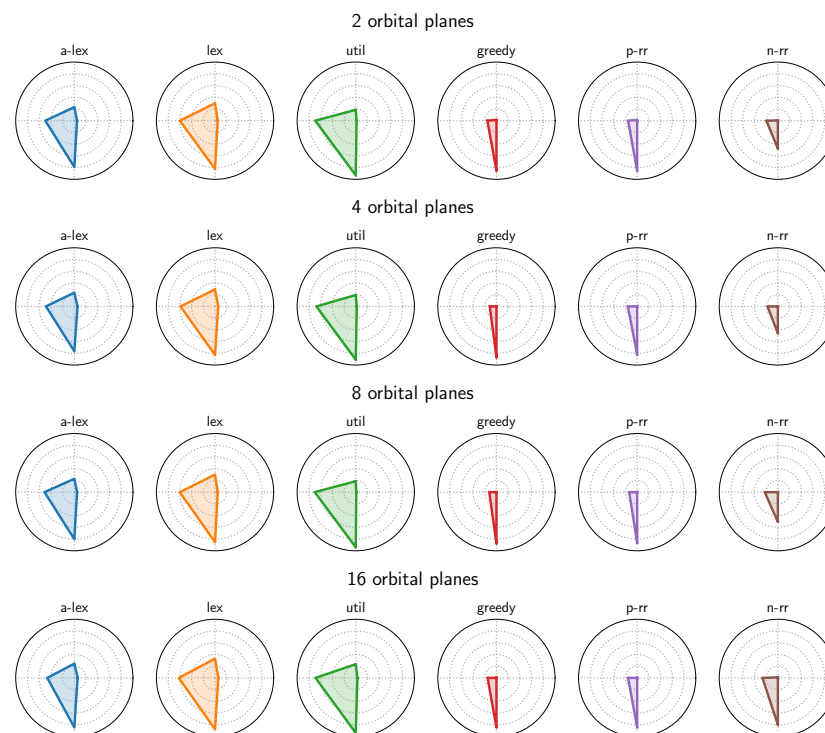 2 orbital planes
a-lex lex util greedy p-rr n-rr
4 orbital planes
a-lex lex util greedy p-rr n-rr
8 orbital planes
a-lex lex util greedy p-rr n-rr
16 orbital planes
a-lex lex util greedy p-rr n-rr